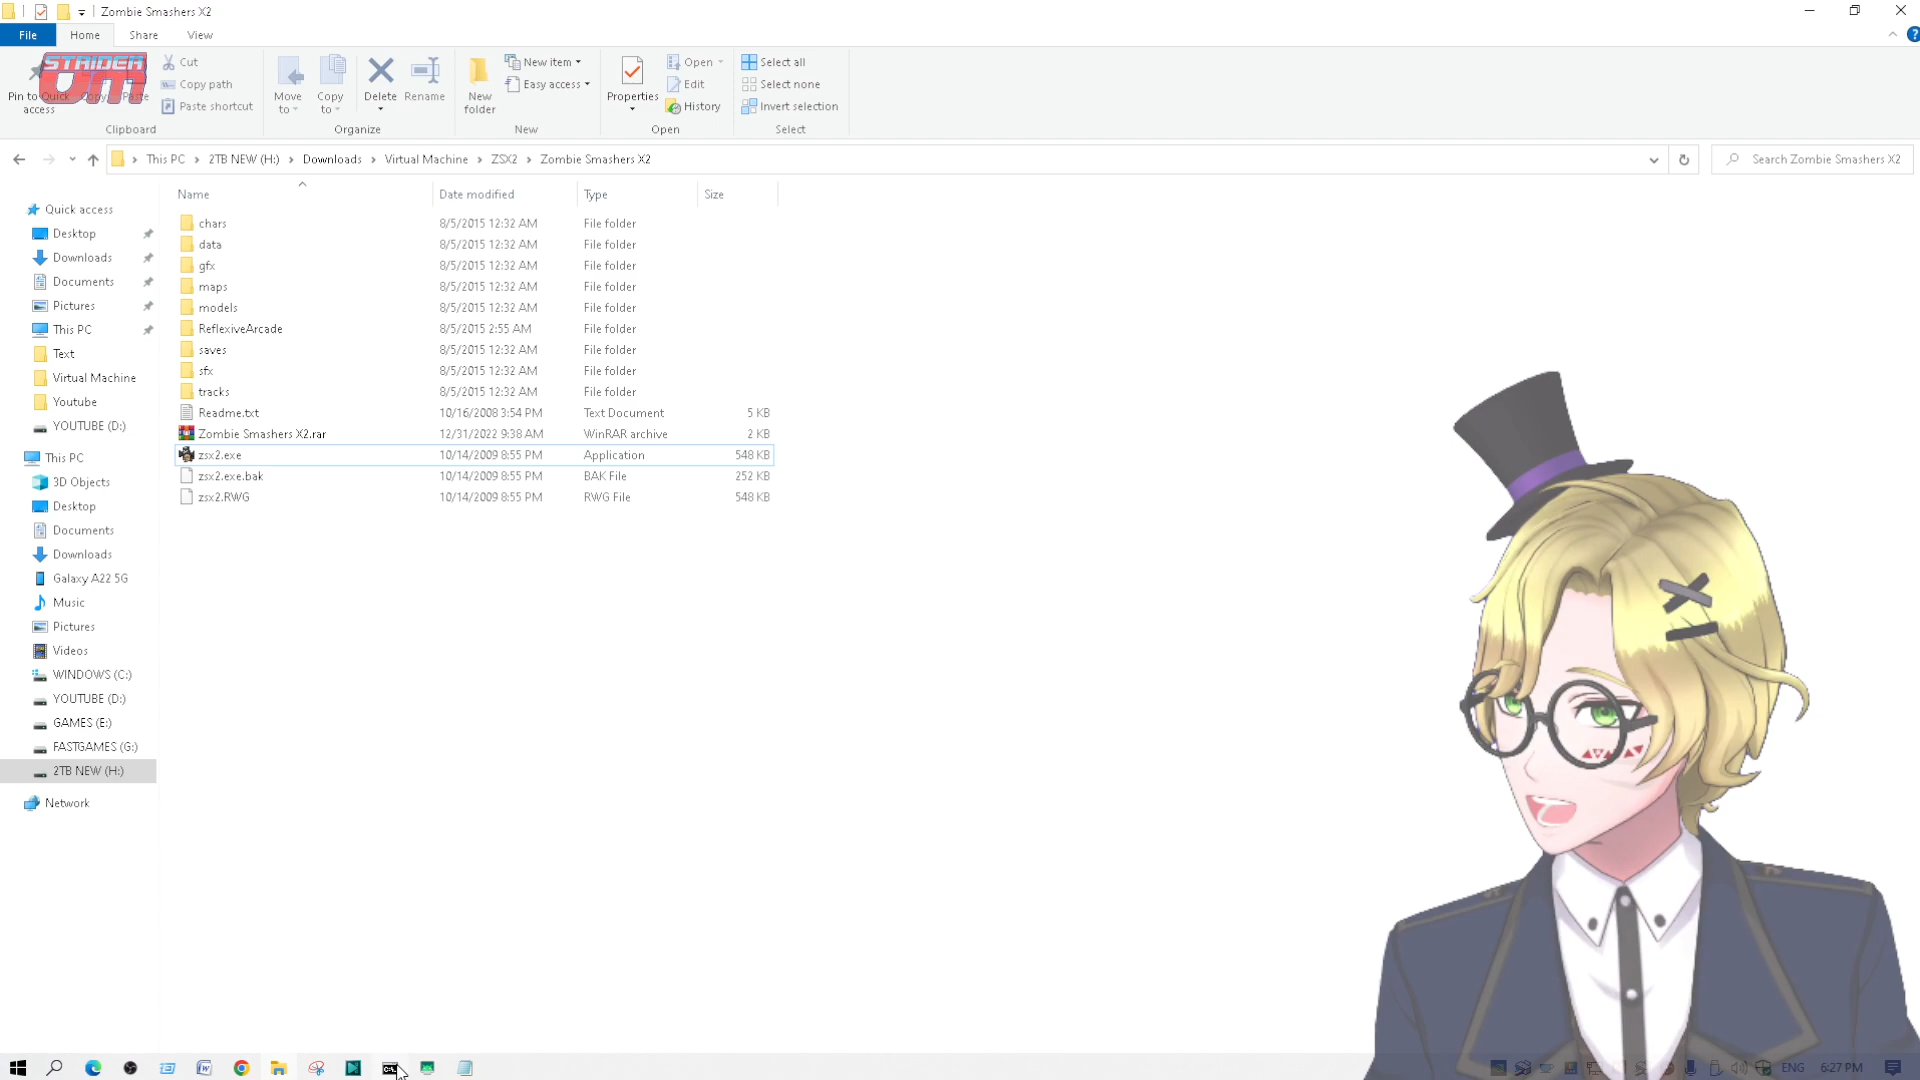 Zombie Smashers X2
File
Home
Share
View
STRIDER
VM
Pin to Quick access
Copy
Paste
Cut
Copy path
Paste shortcut
Clipboard
Move to
Copy to
Delete
Rename
Organize
New folder
New item
Easy access
New
Properties
Open
Edit
History
Open
Select all
Select none
Invert selection
Select
This PC > 2TB NEW (H:) > Downloads > Virtual Machine > ZSX2 > Zombie Smashers X2
Search Zombie Smashers X2
Name Date modified Type Size
chars 8/5/2015 12:32 AM File folder
data 8/5/2015 12:32 AM File folder
gfx 8/5/2015 12:32 AM File folder
maps 8/5/2015 12:32 AM File folder
models 8/5/2015 12:32 AM File folder
ReflexiveArcade 8/5/2015 2:55 AM File folder
saves 8/5/2015 12:32 AM File folder
sfx 8/5/2015 12:32 AM File folder
tracks 8/5/2015 12:32 AM File folder
Readme.txt 10/16/2008 3:54 PM Text Document 5 KB
Zombie Smashers X2.rar 12/31/2022 9:38 AM WinRAR archive 2 KB
zsx2.exe 10/14/2009 8:55 PM Application 548 KB
zsx2.exe.bak 10/14/2009 8:55 PM BAK File 252 KB
zsx2.RWG 10/14/2009 8:55 PM RWG File 548 KB
Quick access
Desktop
Downloads
Documents
Pictures
This PC
Text
Virtual Machine
Youtube
YOUTUBE (D:)
This PC
3D Objects
Desktop
Documents
Downloads
Galaxy A22 5G
Music
Pictures
Videos
WINDOWS (C:)
YOUTUBE (D:)
GAMES (E:)
FASTGAMES (G:)
2TB NEW (H:)
Network
ENG 6:27 PM